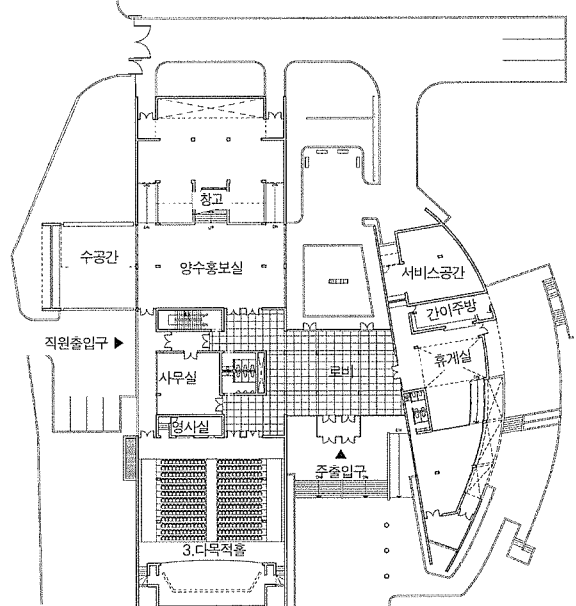 창고
수공간
양수홍보실
서비스공간
간이주방
직원출입구 ▶
휴게실
사무실
로비
영사실
▲
주출입구
3.다목적홀